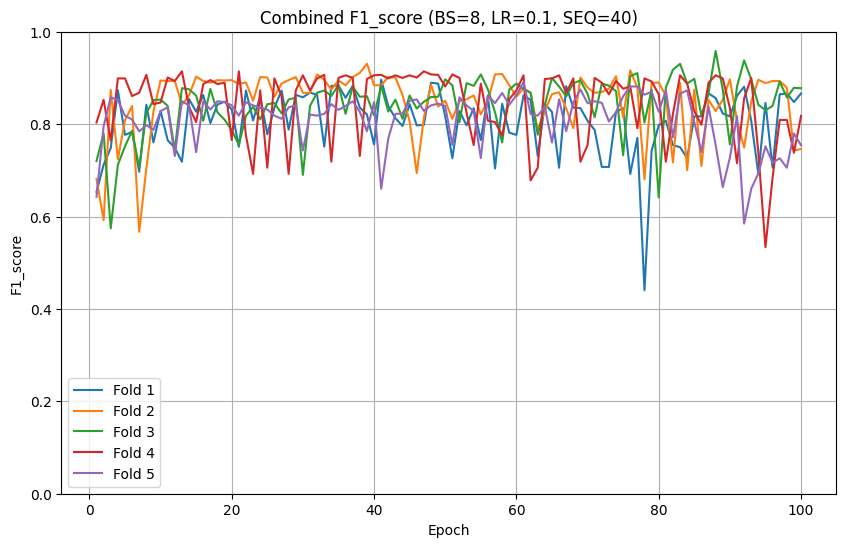 Combined F1_score (BS=8, LR=0.1, SEQ=40)
F1_score
1.0
0.8
0.6
0.4
0.2
0.0
Fold 1
Fold 2
Fold 3
Fold 4
Fold 5
0 20 40 60 80 100
Epoch